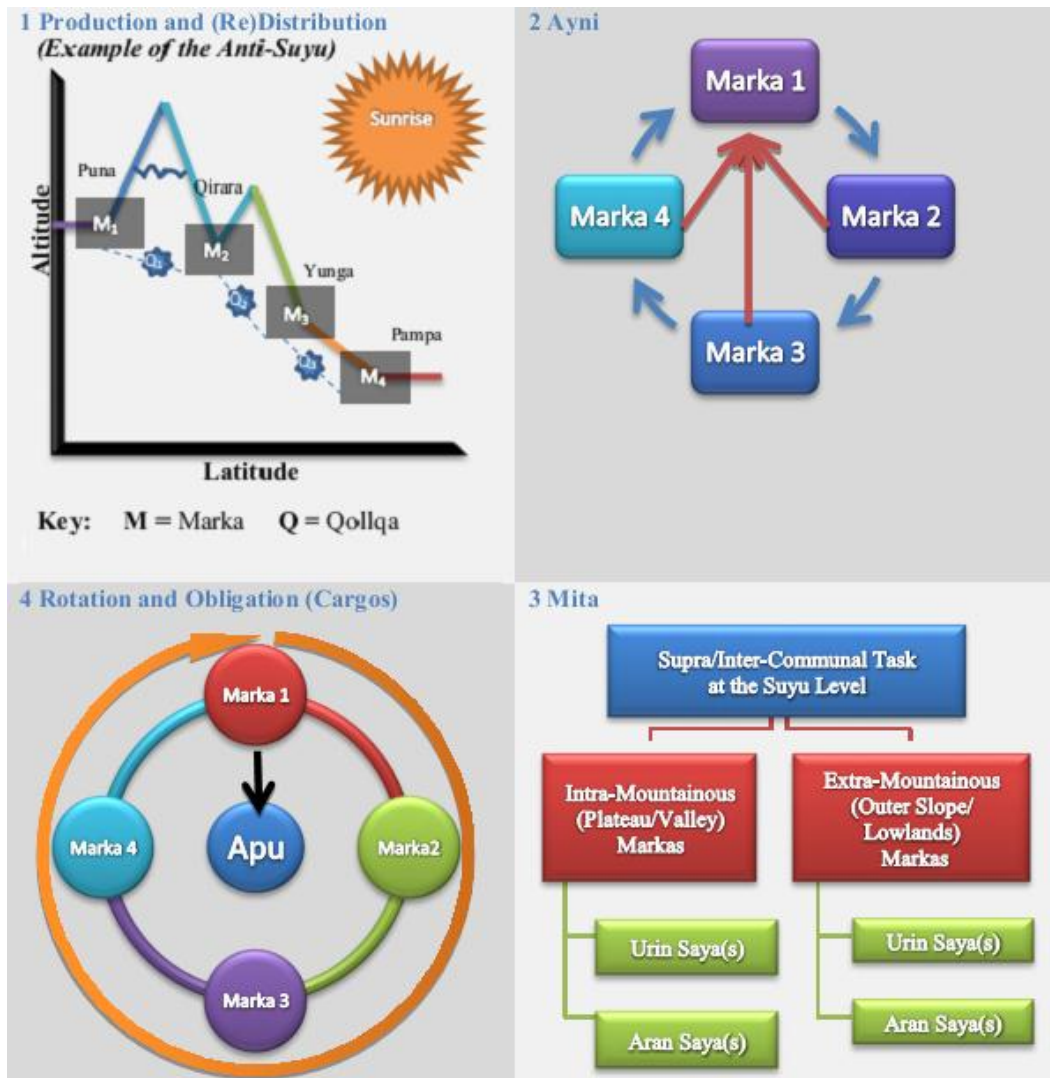 1 Production and (Re)Distribution
(Example of the Anti-Suyu)
Sunrise
Puna
Qirara
M₁
M₂
Q₁
Yunga
Q₂
M₃
Pampa
Q₃
M₄
Altitude
Latitude
Key: M = Marka Q = Qollqa
2 Ayni
Marka 1
Marka 4
Marka 2
Marka 3
4 Rotation and Obligation (Cargos)
Marka 1
Marka 4
Apu
Marka2
Marka 3
3 Mita
Supra/Inter-Communal Task
at the Suyu Level
Intra-Mountainous
(Plateau/Valley)
Markas
Extra-Mountainous
(Outer Slope/
Lowlands)
Markas
Urin Saya(s)
Urin Saya(s)
Aran Saya(s)
Aran Saya(s)